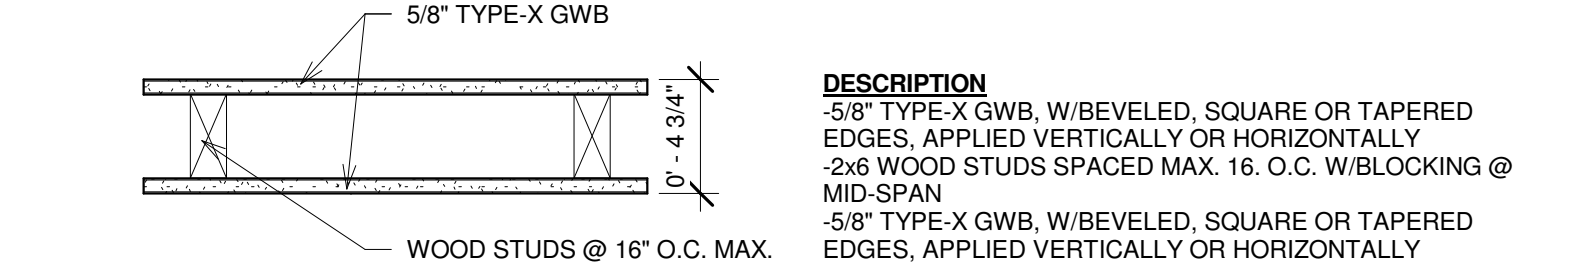 5/8" TYPE-X GWB
0' - 4 3/4"
WOOD STUDS @ 16" O.C. MAX.
DESCRIPTION
-5/8" TYPE-X GWB, W/BEVELED, SQUARE OR TAPERED
EDGES, APPLIED VERTICALLY OR HORIZONTALLY
-2x6 WOOD STUDS SPACED MAX. 16. O.C. W/BLOCKING @
MID-SPAN
-5/8" TYPE-X GWB, W/BEVELED, SQUARE OR TAPERED
EDGES, APPLIED VERTICALLY OR HORIZONTALLY